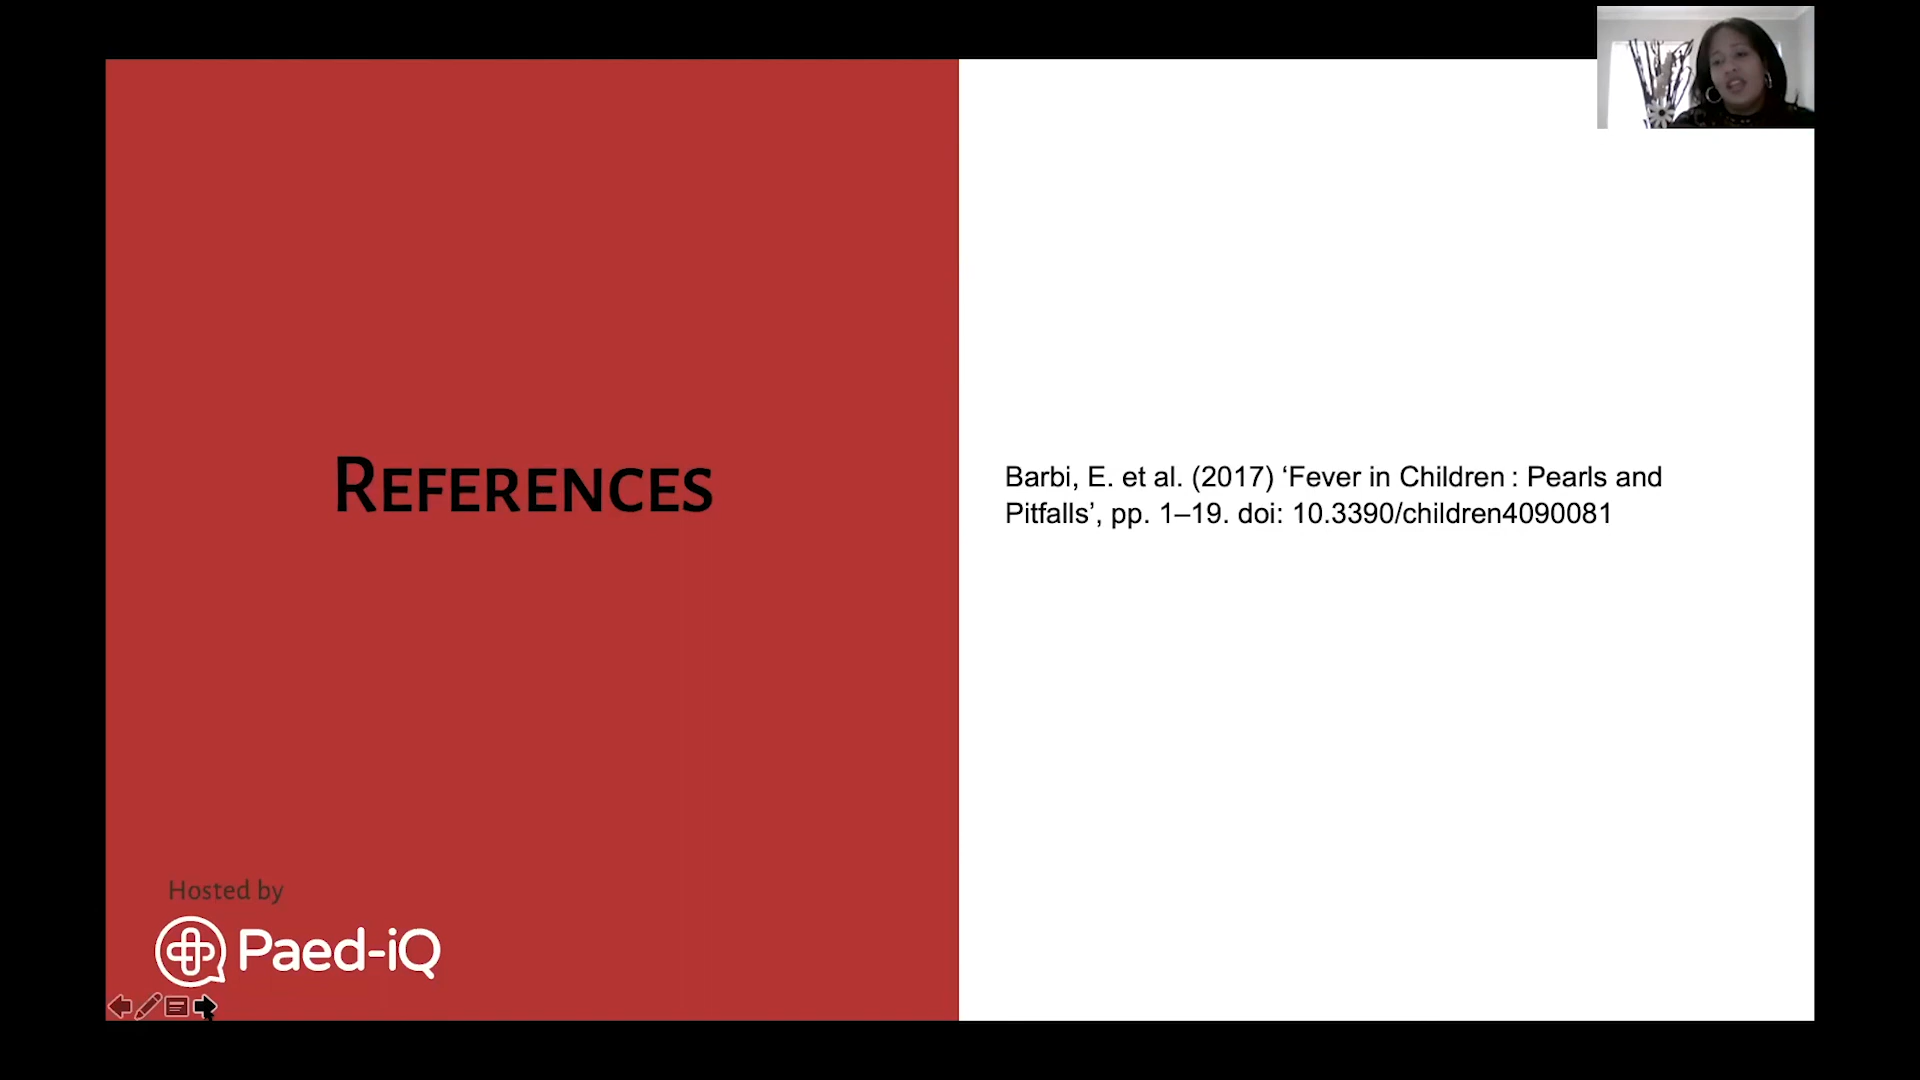 REFERENCES
Barbi, E. et al. (2017) ‘Fever in Children : Pearls and
Pitfalls’, pp. 1–19. doi: 10.3390/children4090081
Hosted by
Paed-iQ